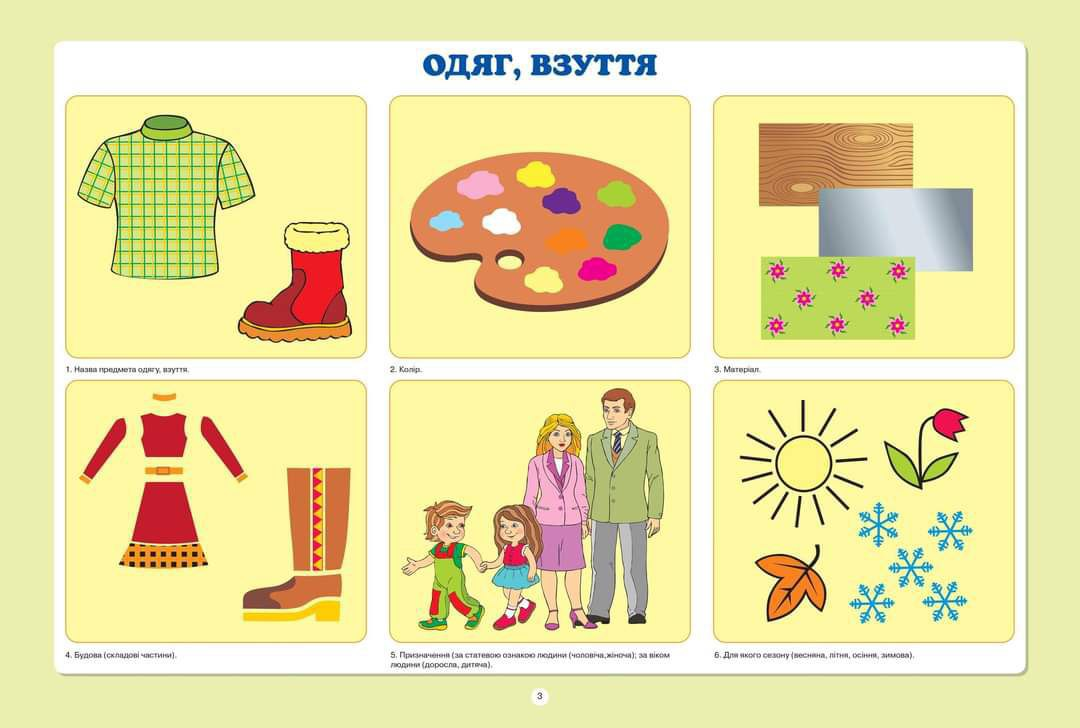 ОДЯГ, ВЗУТТЯ
1. Назва предмета одягу, взуття.
2. Колір.
3. Матеріал.
4. Будова (складові частини).
5. Призначення (за статевою ознакою людини (чоловіча,жіноча); за віком
людини (доросла, дитяча).
6. Для якого сезону (весняна, літня, осіння, зимова).
3